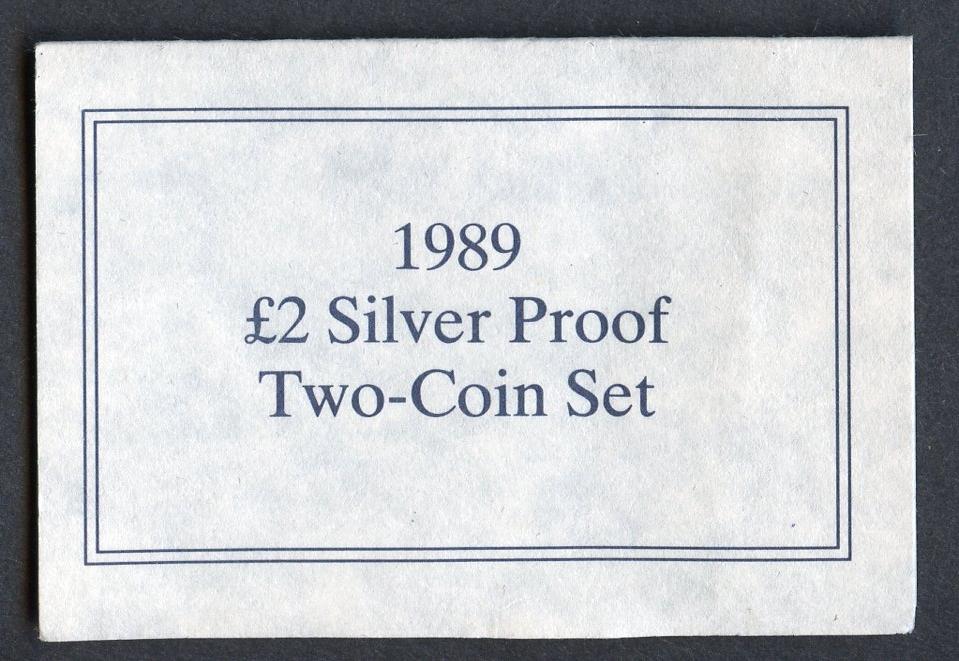 1989
£2 Silver Proof
Two-Coin Set